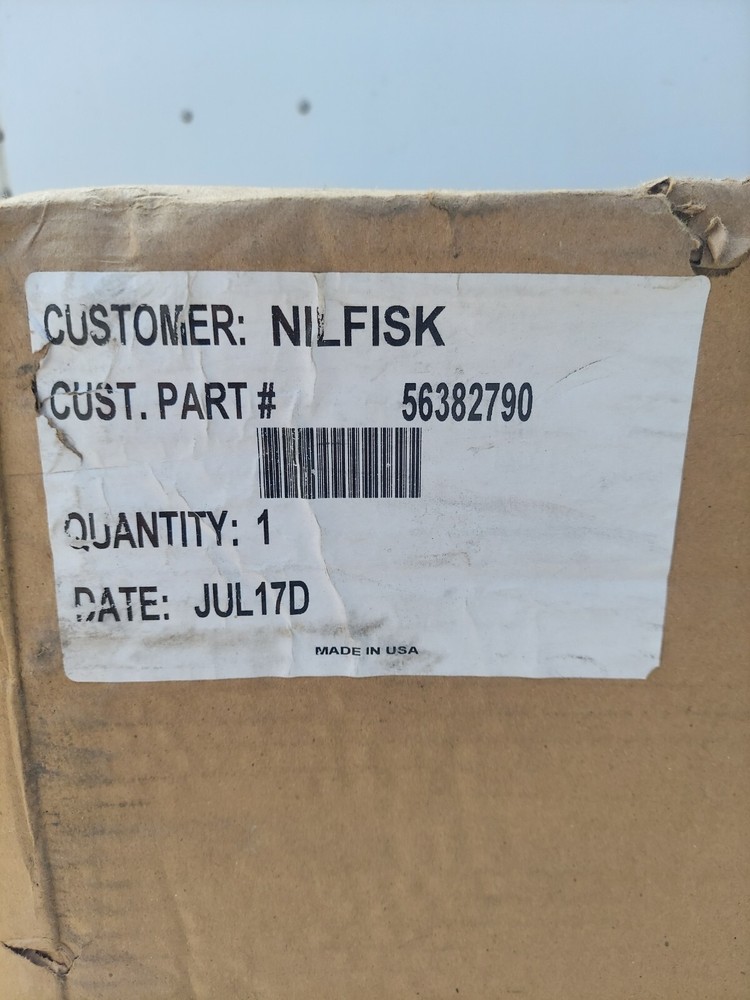 CUSTOMER: NILFISK
CUST. PART # 56382790
QUANTITY: 1
DATE: JUL17D
MADE IN USA